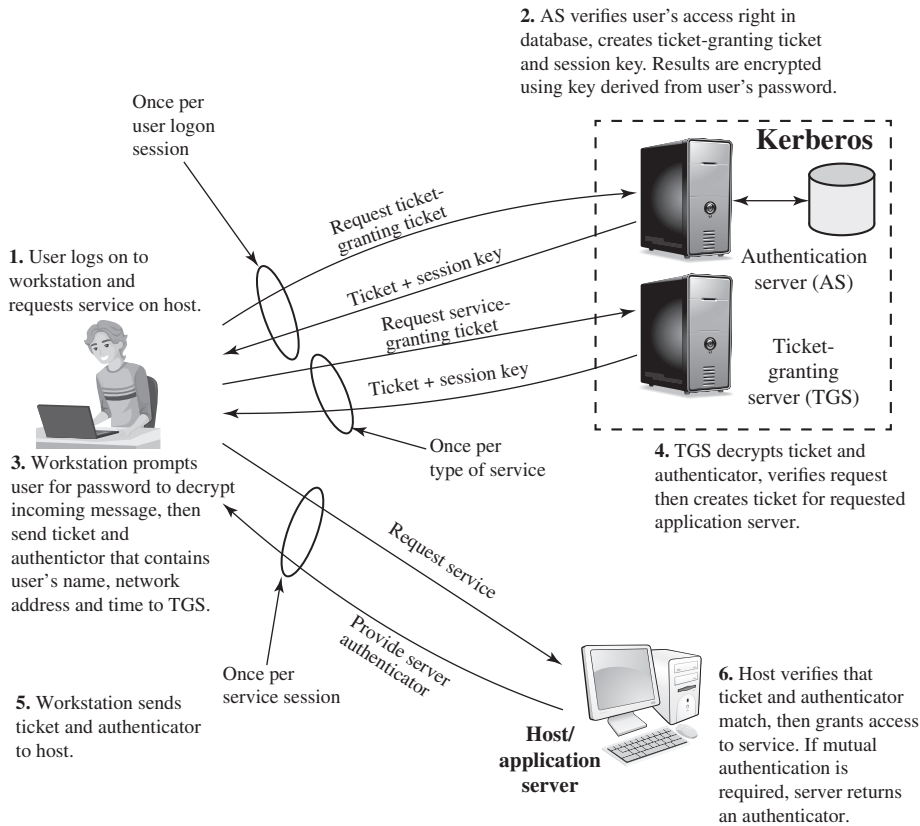 2. AS verifies user's access right in
database, creates ticket-granting ticket
and session key. Results are encrypted
using key derived from user's password.
Once per
user logon
session
Kerberos
Request ticket-
granting ticket
1. User logs on to
workstation and
requests service on host.
Ticket + session key
Authentication
server (AS)
Request service-
granting ticket
Ticket + session key
Ticket-
granting
server (TGS)
Once per
type of service
4. TGS decrypts ticket and
authenticator, verifies request
then creates ticket for requested
application server.
3. Workstation prompts
user for password to decrypt
incoming message, then
send ticket and
authentictor that contains
user's name, network
address and time to TGS.
Request service
Provide server
authenticator
Once per
service session
5. Workstation sends
ticket and authenticator
to host.
Host/
application
server
6. Host verifies that
ticket and authenticator
match, then grants access
to service. If mutual
authentication is
required, server returns
an authenticator.